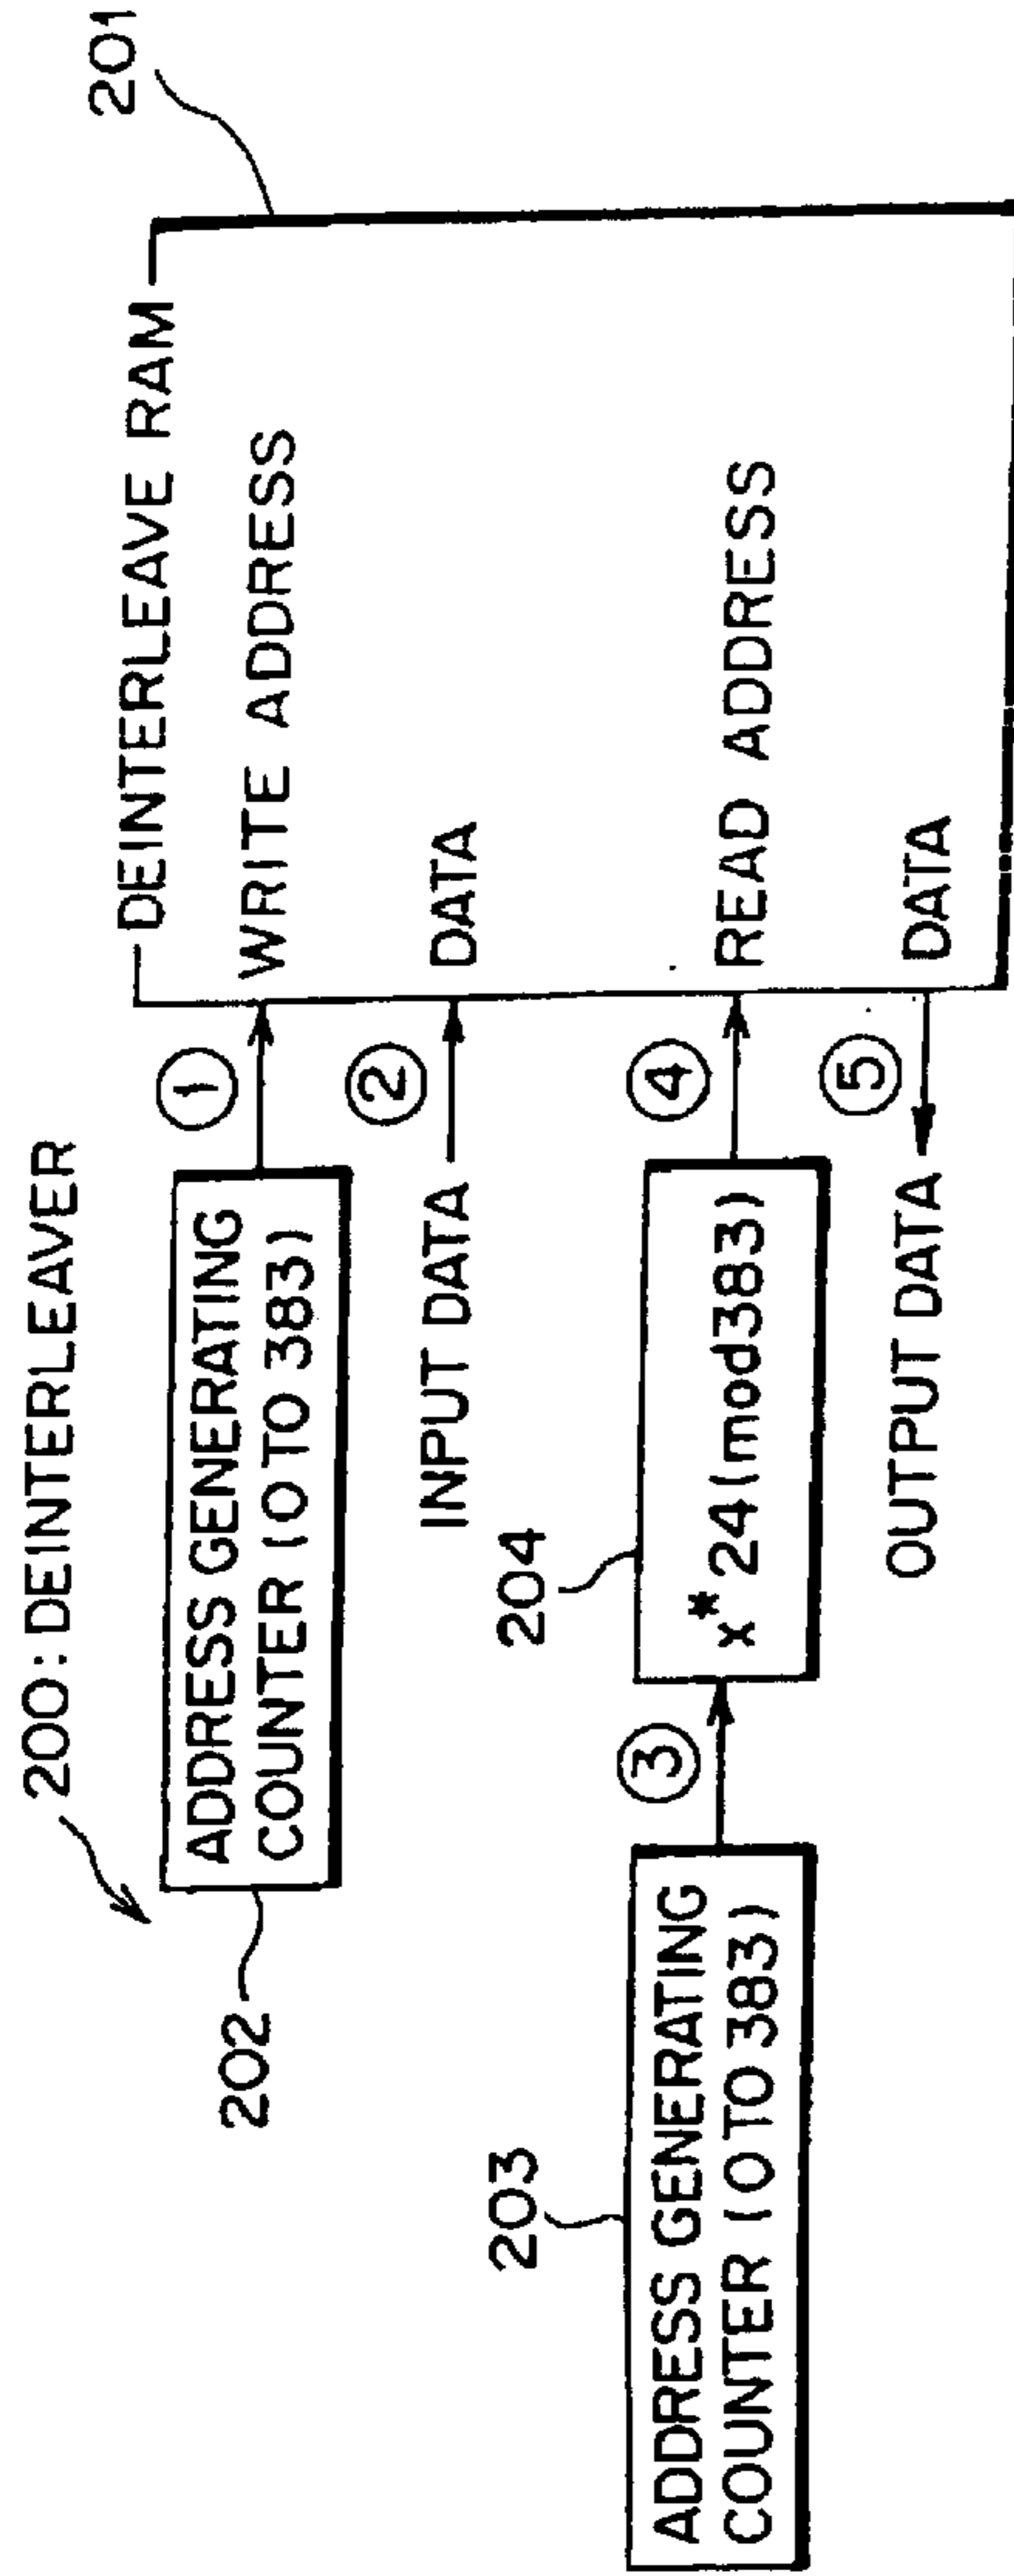 200: DEINTERLEAVER
201
DEINTERLEAVE RAM
202
ADDRESS GENERATING
COUNTER (0 TO 383)
①
WRITE ADDRESS
INPUT DATA
②
DATA
203
ADDRESS GENERATING
COUNTER (0 TO 383)
③
204
x*24(mod383)
④
READ ADDRESS
OUTPUT DATA
⑤
DATA